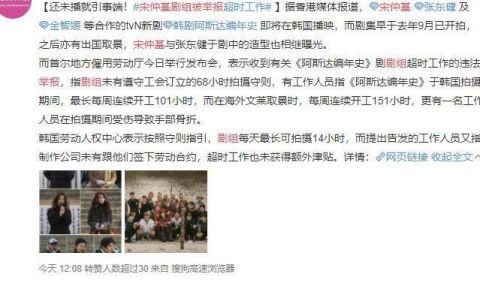 【还未播就引事端！#宋仲基剧组被举报超时工作#】据香港媒体报道，宋仲基、张东健 及
金智媛 等合作的tvN新剧 韩剧阿斯达编年史 即将在韩国播映，而剧集早于去年9月已开拍，
之后亦有出国取景，宋仲基与张东健于剧中的造型也相继曝光。
而首尔地方僱用劳动厅今日举行发布会，表示收到有关《阿斯达编年史》剧剧组超时工作的违法
举报，指剧组未有遵守工会订立的68小时拍摄守则，有工作人员指《阿斯达编年史》于韩国拍摄
期间，最长每周连续开工101小时，而在海外文莱取景时，每周连续开工151小时，更有一名工作
人员在拍摄期间受伤导致手部骨折。
韩国劳动人权中心表示按照守则指引，剧组每天最长可拍摄14小时，而提出告发的工作人员又指
制作公司未有跟他们签下劳动合约，超时工作也未获得额外津贴。详情：网页链接 收起全文
今天 12:08 转赞人数超过30 来自 搜狗高速浏览器